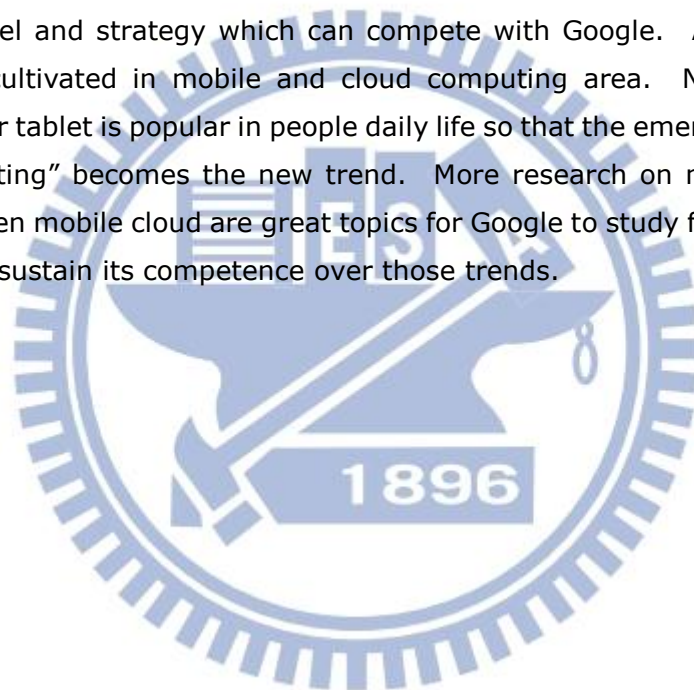 el and strategy which can compete with Google. A
cultivated in mobile and cloud computing area. N
r tablet is popular in people daily life so that the emer
ting” becomes the new trend. More research on
en mobile cloud are great topics for Google to study f
sustain its competence over those trends.
E S A
1896